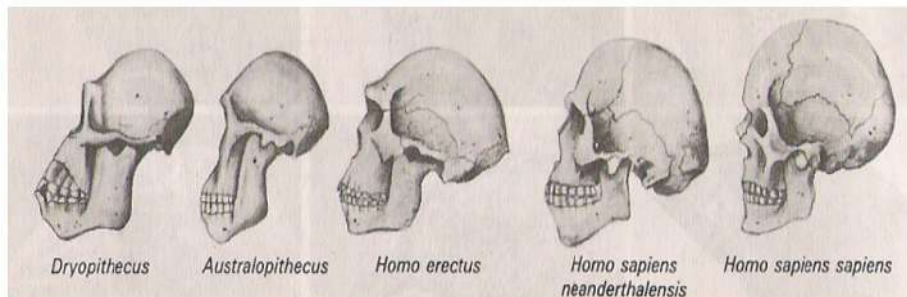 Dryopithecus
Australopithecus
Homo erectus
Homo sapiens
neanderthalensis
Homo sapiens sapiens